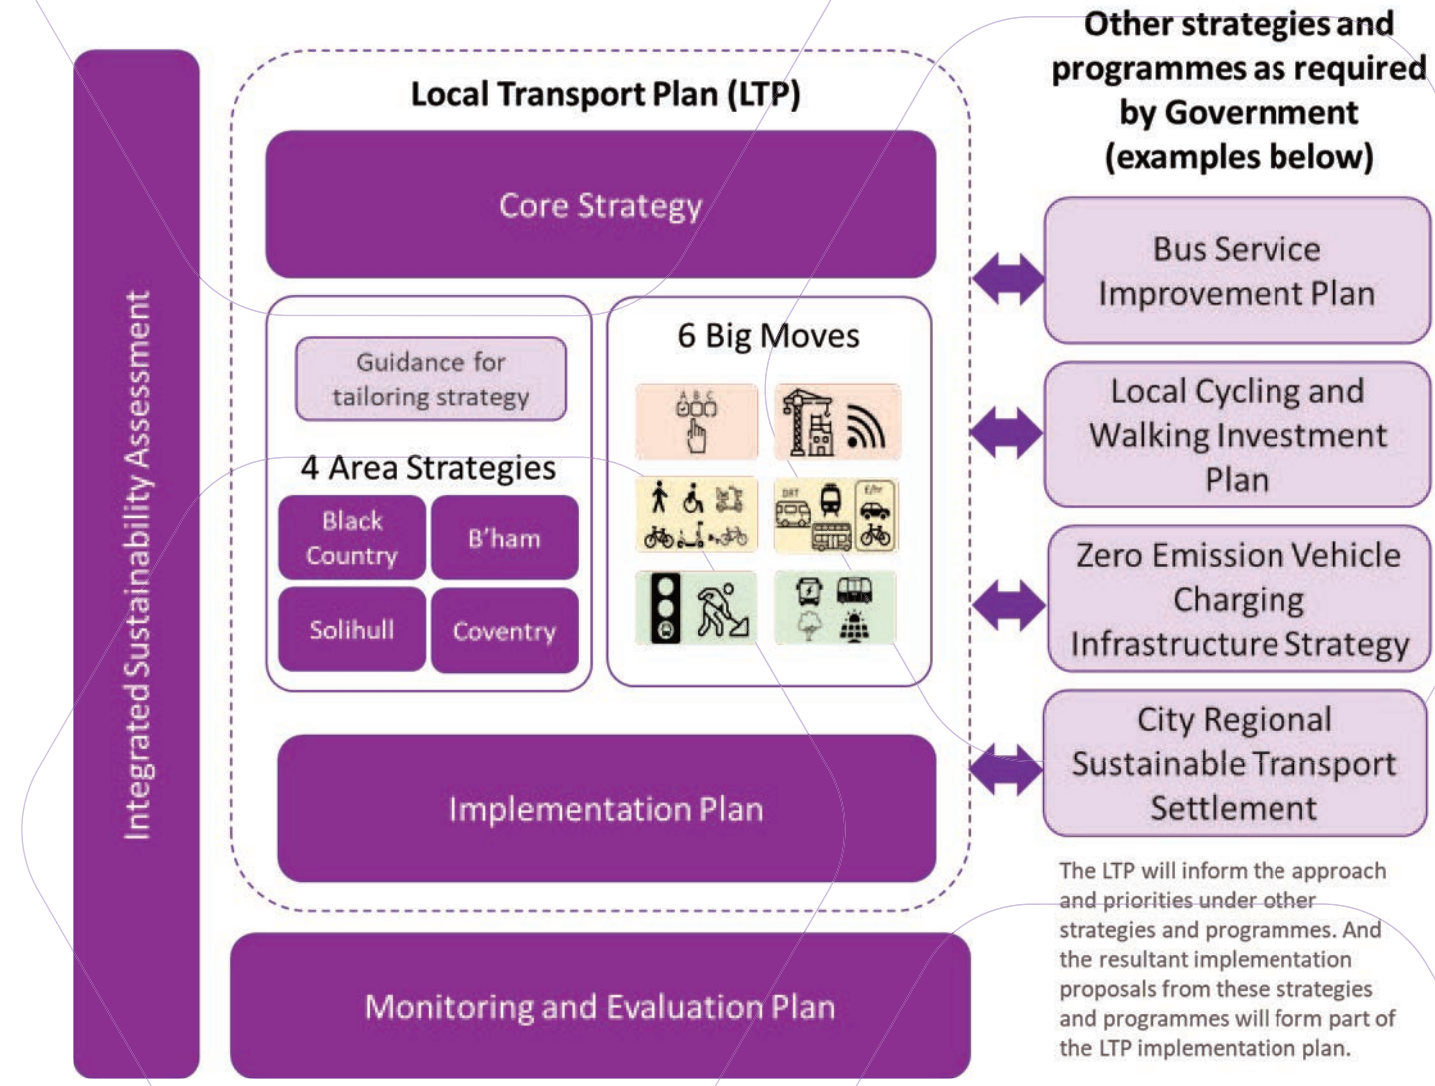 Other strategies and
programmes as required
by Government
(examples below)
Local Transport Plan (LTP)
Core Strategy
Integrated Sustainability Assessment
Guidance for
tailoring strategy
4 Area Strategies
Black
Country
B'ham
Solihull
Coventry
6 Big Moves
A B C
DRT
£/hr
Implementation Plan
Monitoring and Evaluation Plan
Bus Service
Improvement Plan
Local Cycling and
Walking Investment
Plan
Zero Emission Vehicle
Charging
Infrastructure Strategy
City Regional
Sustainable Transport
Settlement
The LTP will inform the approach
and priorities under other
strategies and programmes. And
the resultant implementation
proposals from these strategies
and programmes will form part of
the LTP implementation plan.